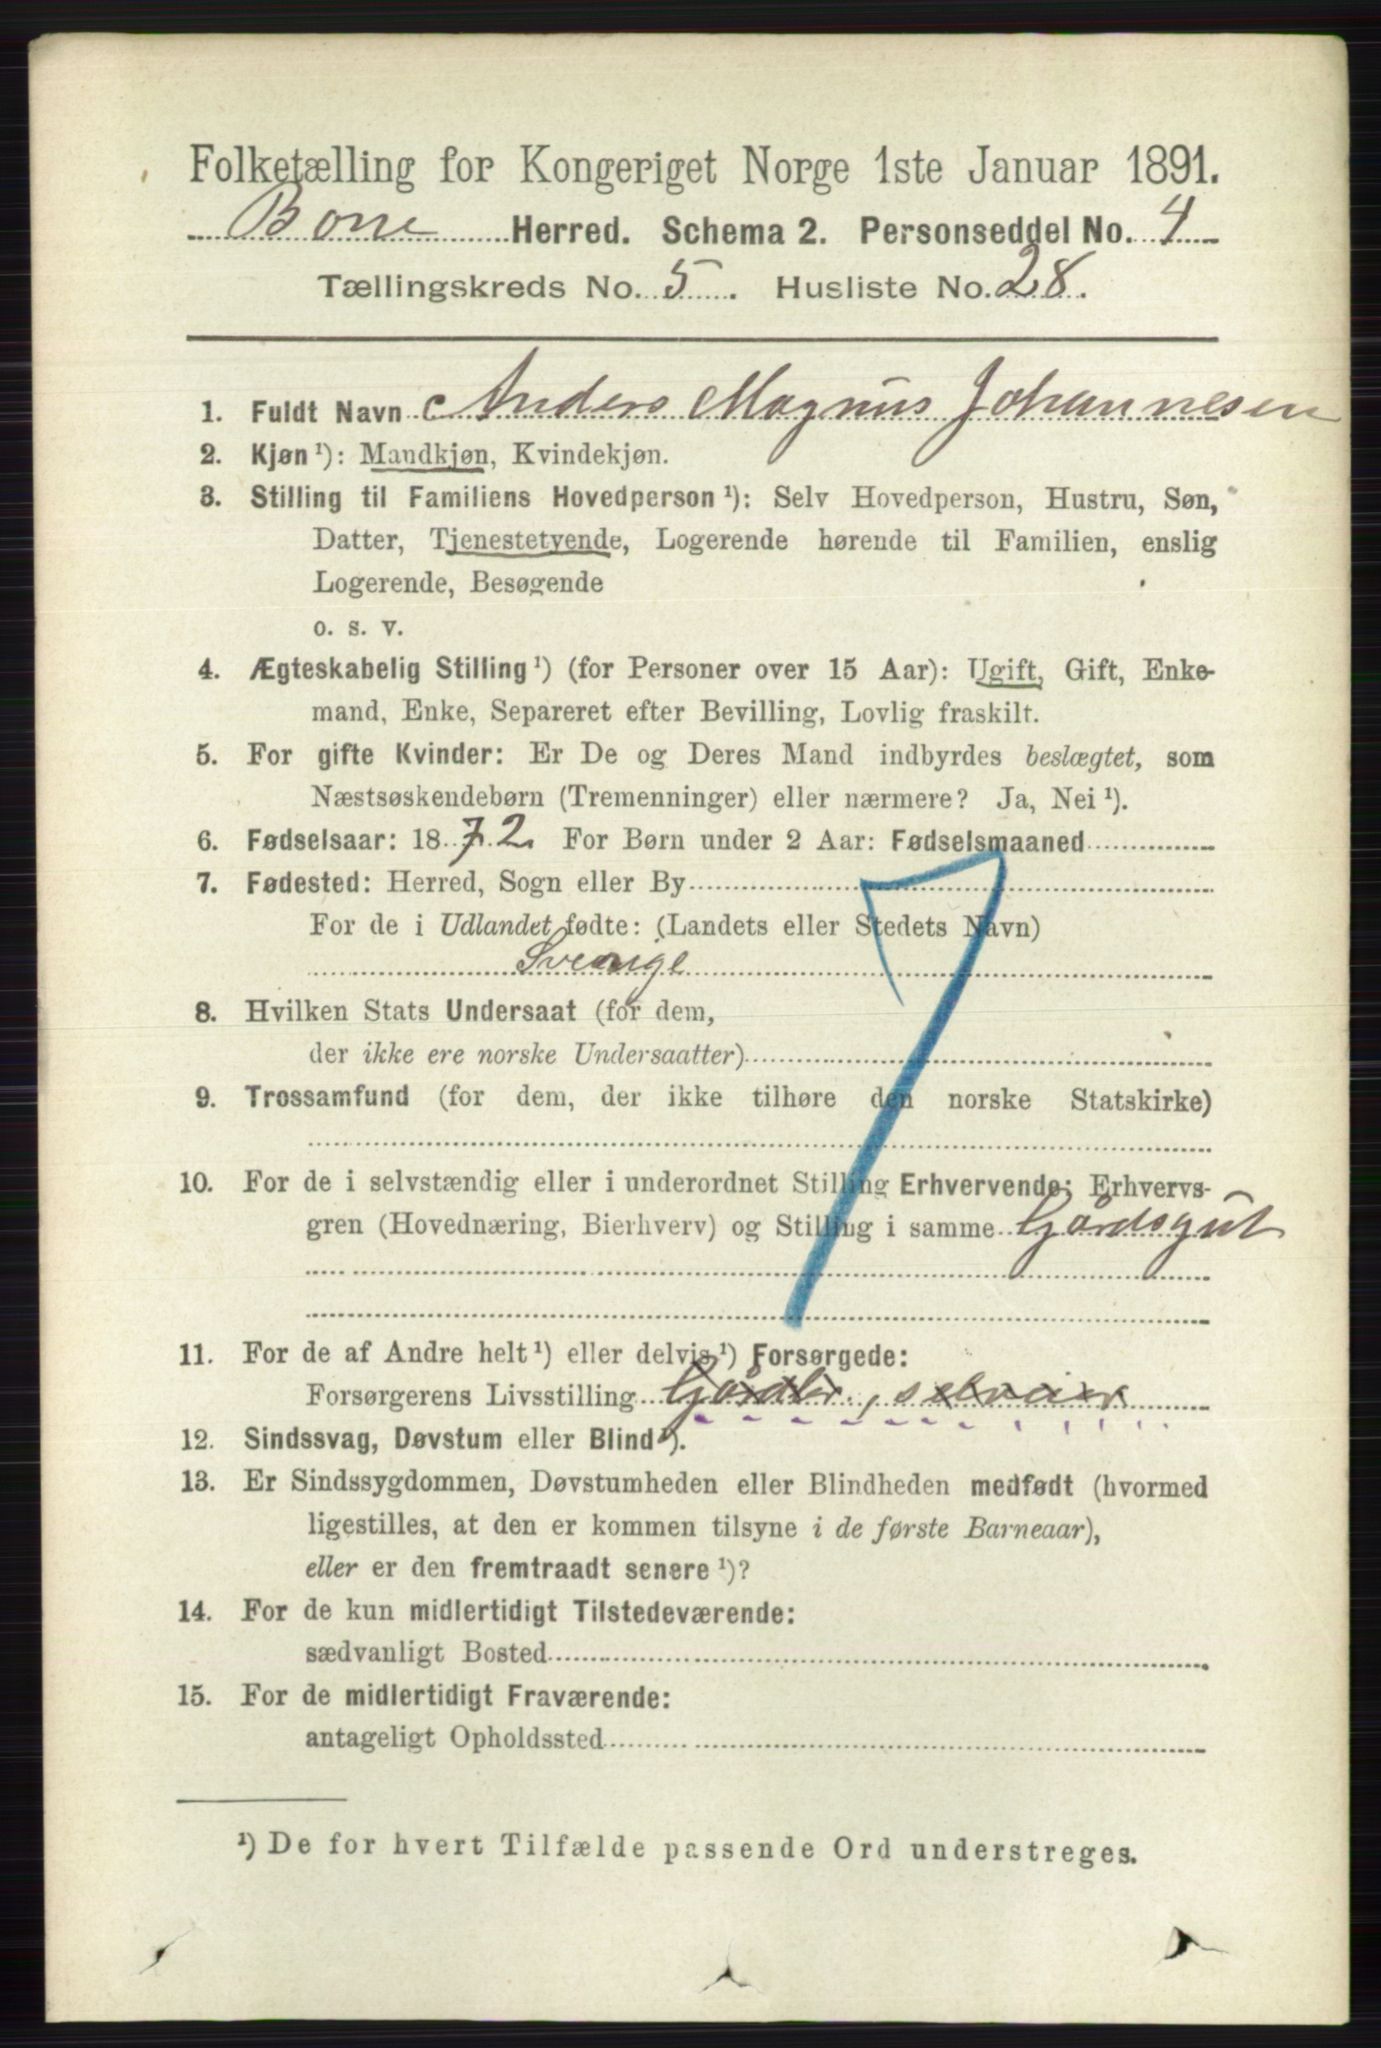 Folketælling for Kongeriget Norge 1ste Januar 1891.
Borre Herred. Schema 2. Personseddel No. 4
Tællingskreds No. 5. Husliste No. 28.
1. Fuldt Navn Anders Magnus Johannesen
2. Kjøn ¹): Mandkjøn, Kvindekjøn.
3. Stilling til Familiens Hovedperson ¹): Selv Hovedperson, Hustru, Søn,
Datter, Tjenestetyende, Logerende hørende til Familien, enslig
Logerende, Besøgende
o. s. v.
4. Ægteskabelig Stilling ¹) (for Personer over 15 Aar): Ugift, Gift, Enke-
mand, Enke, Separeret efter Bevilling, Lovlig fraskilt.
5. For gifte Kvinder: Er De og Deres Mand indbyrdes beslægtet, som
Næstsøskendebørn (Tremenninger) eller nærmere? Ja, Nei ¹).
6. Fødselsaar: 1872. For Børn under 2 Aar: Fødselsmaaned
7. Fødested: Herred, Sogn eller By
For de i Udlandet fødte: (Landets eller Stedets Navn)
Sverige
8. Hvilken Stats Undersaat (for dem,
der ikke ere norske Undersaatter)
9. Trossamfund (for dem, der ikke tilhøre den norske Statskirke)
10. For de i selvstændig eller i underordnet Stilling Erhvervende: Erhvervs-
gren (Hovednæring, Bierhverv) og Stilling i samme Gårdsgut
11. For de af Andre helt ¹) eller delvis ¹) Forsørgede:
Forsørgerens Livsstilling Gårdbr, selveier
12. Sindssvag, Døvstum eller Blind ¹).
13. Er Sindssygdommen, Døvstumheden eller Blindheden medfødt (hvormed
ligestilles, at den er kommen tilsyne i de første Barneaar),
eller er den fremtraadt senere ¹)?
14. For de kun midlertidigt Tilstedeværende:
sædvanligt Bosted
15. For de midlertidigt Fraværende:
antageligt Opholdssted
¹) De for hvert Tilfælde passende Ord understreges.